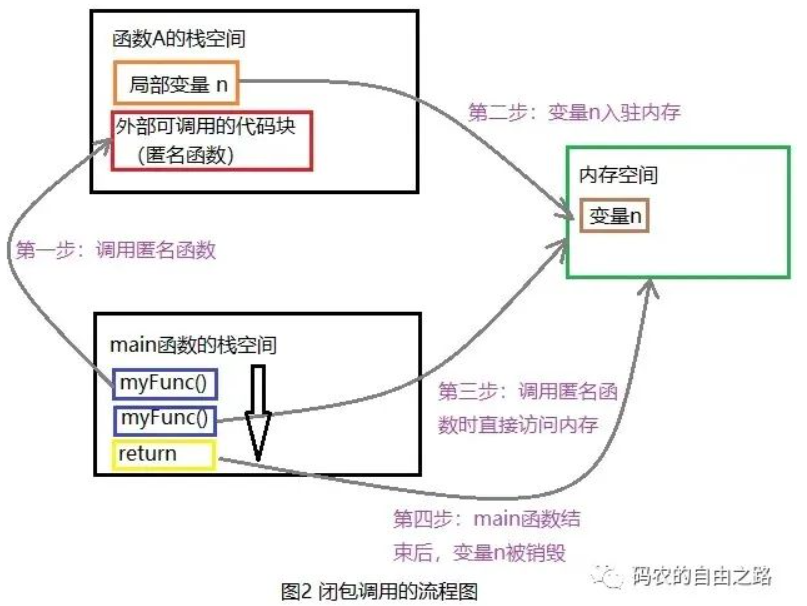 函数A的栈空间
局部变量 n
外部可调用的代码块
（匿名函数）
第二步：变量n入驻内存
内存空间
变量n
第一步：调用匿名函数
main函数的栈空间
myFunc()
myFunc()
return
第三步：调用匿名函
数时直接访问内存
第四步：main函数结
束后，变量n被销毁
码农的自由之路
图2 闭包调用的流程图